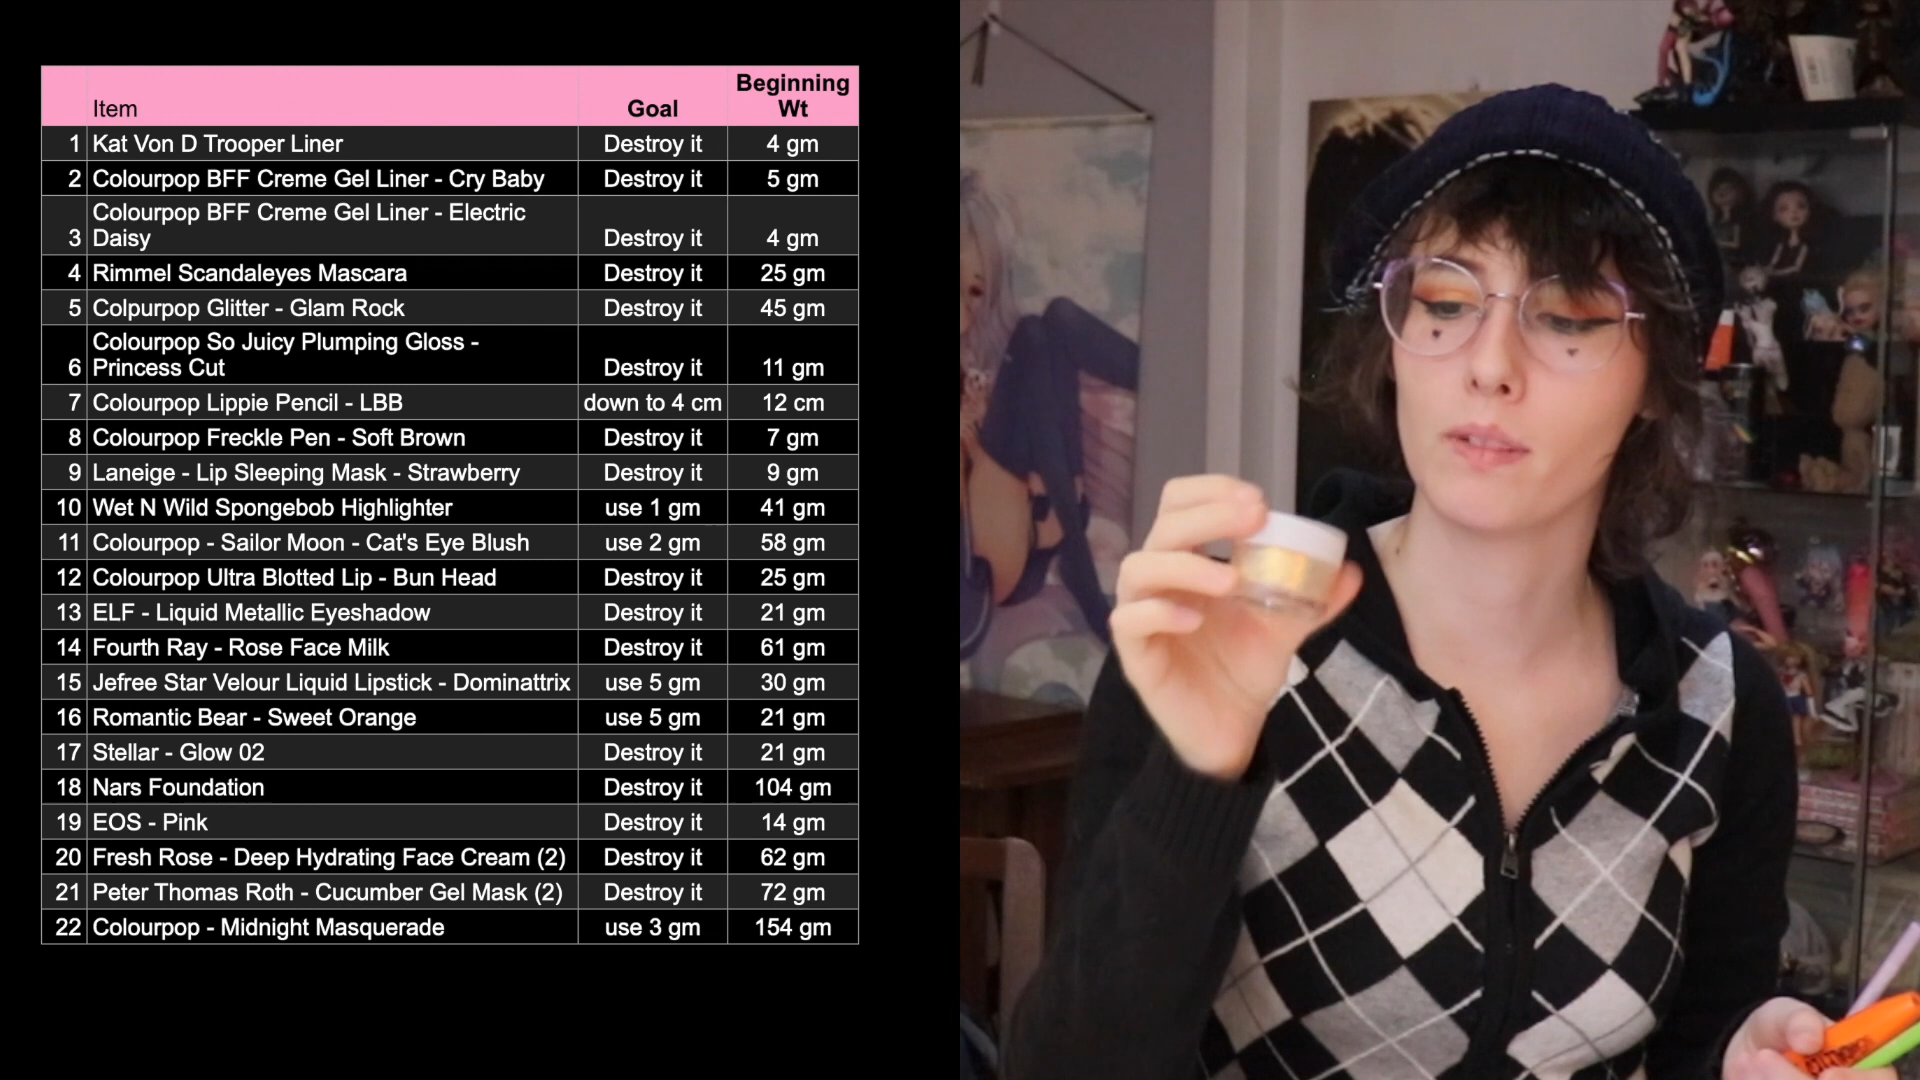 Item Goal Beginning Wt
1 Kat Von D Trooper Liner Destroy it 4 gm
2 Colourpop BFF Creme Gel Liner - Cry Baby Destroy it 5 gm
3 Colourpop BFF Creme Gel Liner - Electric Daisy Destroy it 4 gm
4 Rimmel Scandaleyes Mascara Destroy it 25 gm
5 Colpurpop Glitter - Glam Rock Destroy it 45 gm
6 Colourpop So Juicy Plumping Gloss - Princess Cut Destroy it 11 gm
7 Colourpop Lippie Pencil - LBB down to 4 cm 12 cm
8 Colourpop Freckle Pen - Soft Brown Destroy it 7 gm
9 Laneige - Lip Sleeping Mask - Strawberry Destroy it 9 gm
10 Wet N Wild Spongebob Highlighter use 1 gm 41 gm
11 Colourpop - Sailor Moon - Cat's Eye Blush use 2 gm 58 gm
12 Colourpop Ultra Blotted Lip - Bun Head Destroy it 25 gm
13 ELF - Liquid Metallic Eyeshadow Destroy it 21 gm
14 Fourth Ray - Rose Face Milk Destroy it 61 gm
15 Jefree Star Velour Liquid Lipstick - Dominattrix use 5 gm 30 gm
16 Romantic Bear - Sweet Orange use 5 gm 21 gm
17 Stellar - Glow 02 Destroy it 21 gm
18 Nars Foundation Destroy it 104 gm
19 EOS - Pink Destroy it 14 gm
20 Fresh Rose - Deep Hydrating Face Cream (2) Destroy it 62 gm
21 Peter Thomas Roth - Cucumber Gel Mask (2) Destroy it 72 gm
22 Colourpop - Midnight Masquerade use 3 gm 154 gm